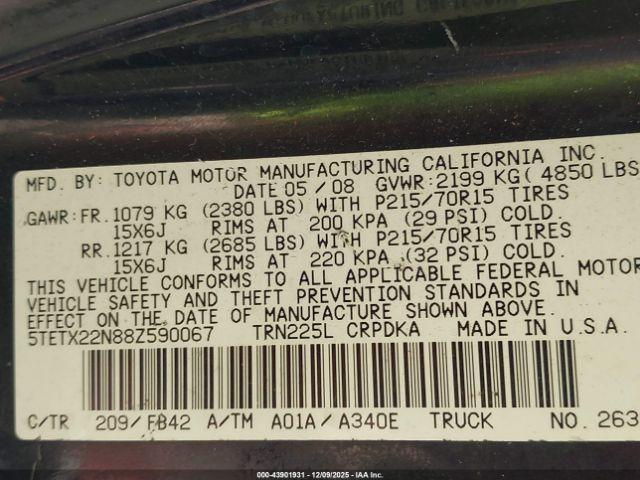 MFD. BY: TOYOTA MOTOR MANUFACTURING CALIFORNIA INC.
DATE 05/08 GVWR:2199 KG( 4850 LBS
GAWR:FR.1079 KG (2380 LBS) WITH P215/70R15 TIRES
15X6J RIMS AT 200 KPA (29 PSI) COLD.
RR.1217 KG (2685 LBS) WITH P215/70R15 TIRES
15X6J RIMS AT 220 KPA (32 PSI) COLD.
THIS VEHICLE CONFORMS TO ALL APPLICABLE FEDERAL MOTOR
VEHICLE SAFETY AND THEFT PREVENTION STANDARDS IN
EFFECT ON THE DATE OF MANUFACTURE SHOWN ABOVE.
5TETX22N88Z590067 TRN225L CRPDKA MADE IN U.S.A.
C/TR 209/FB42 A/TM A01A/A340E TRUCK NO. 263
000-43901931 - 12/09/2025 - IAA Inc.